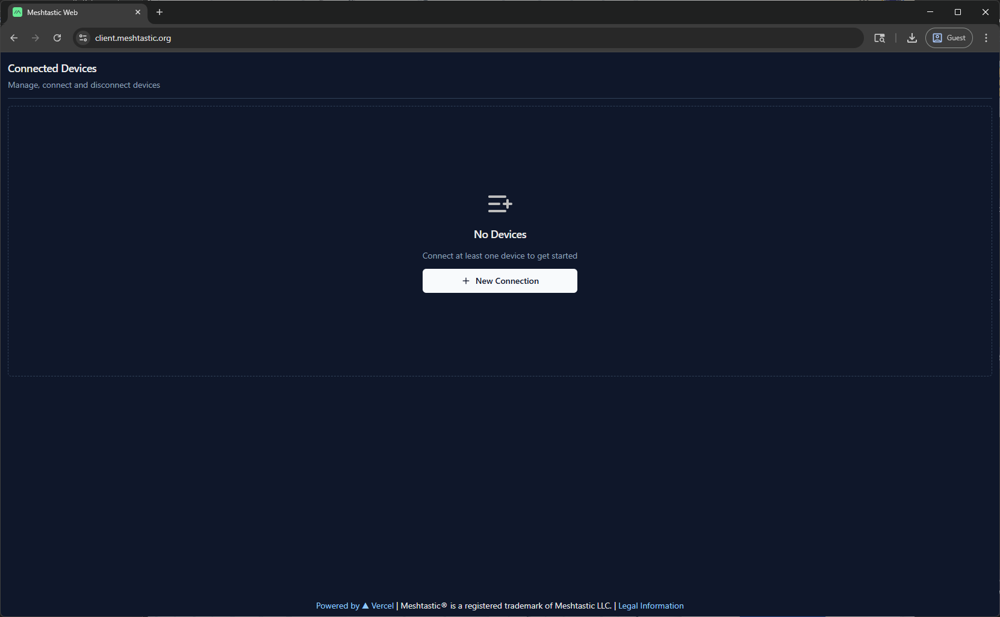 Meshtastic Web
client.meshtastic.org
Guest
Connected Devices
Manage, connect and disconnect devices
No Devices
Connect at least one device to get started
New Connection
Powered by ▲ Vercel | Meshtastic® is a registered trademark of Meshtastic LLC. | Legal Information